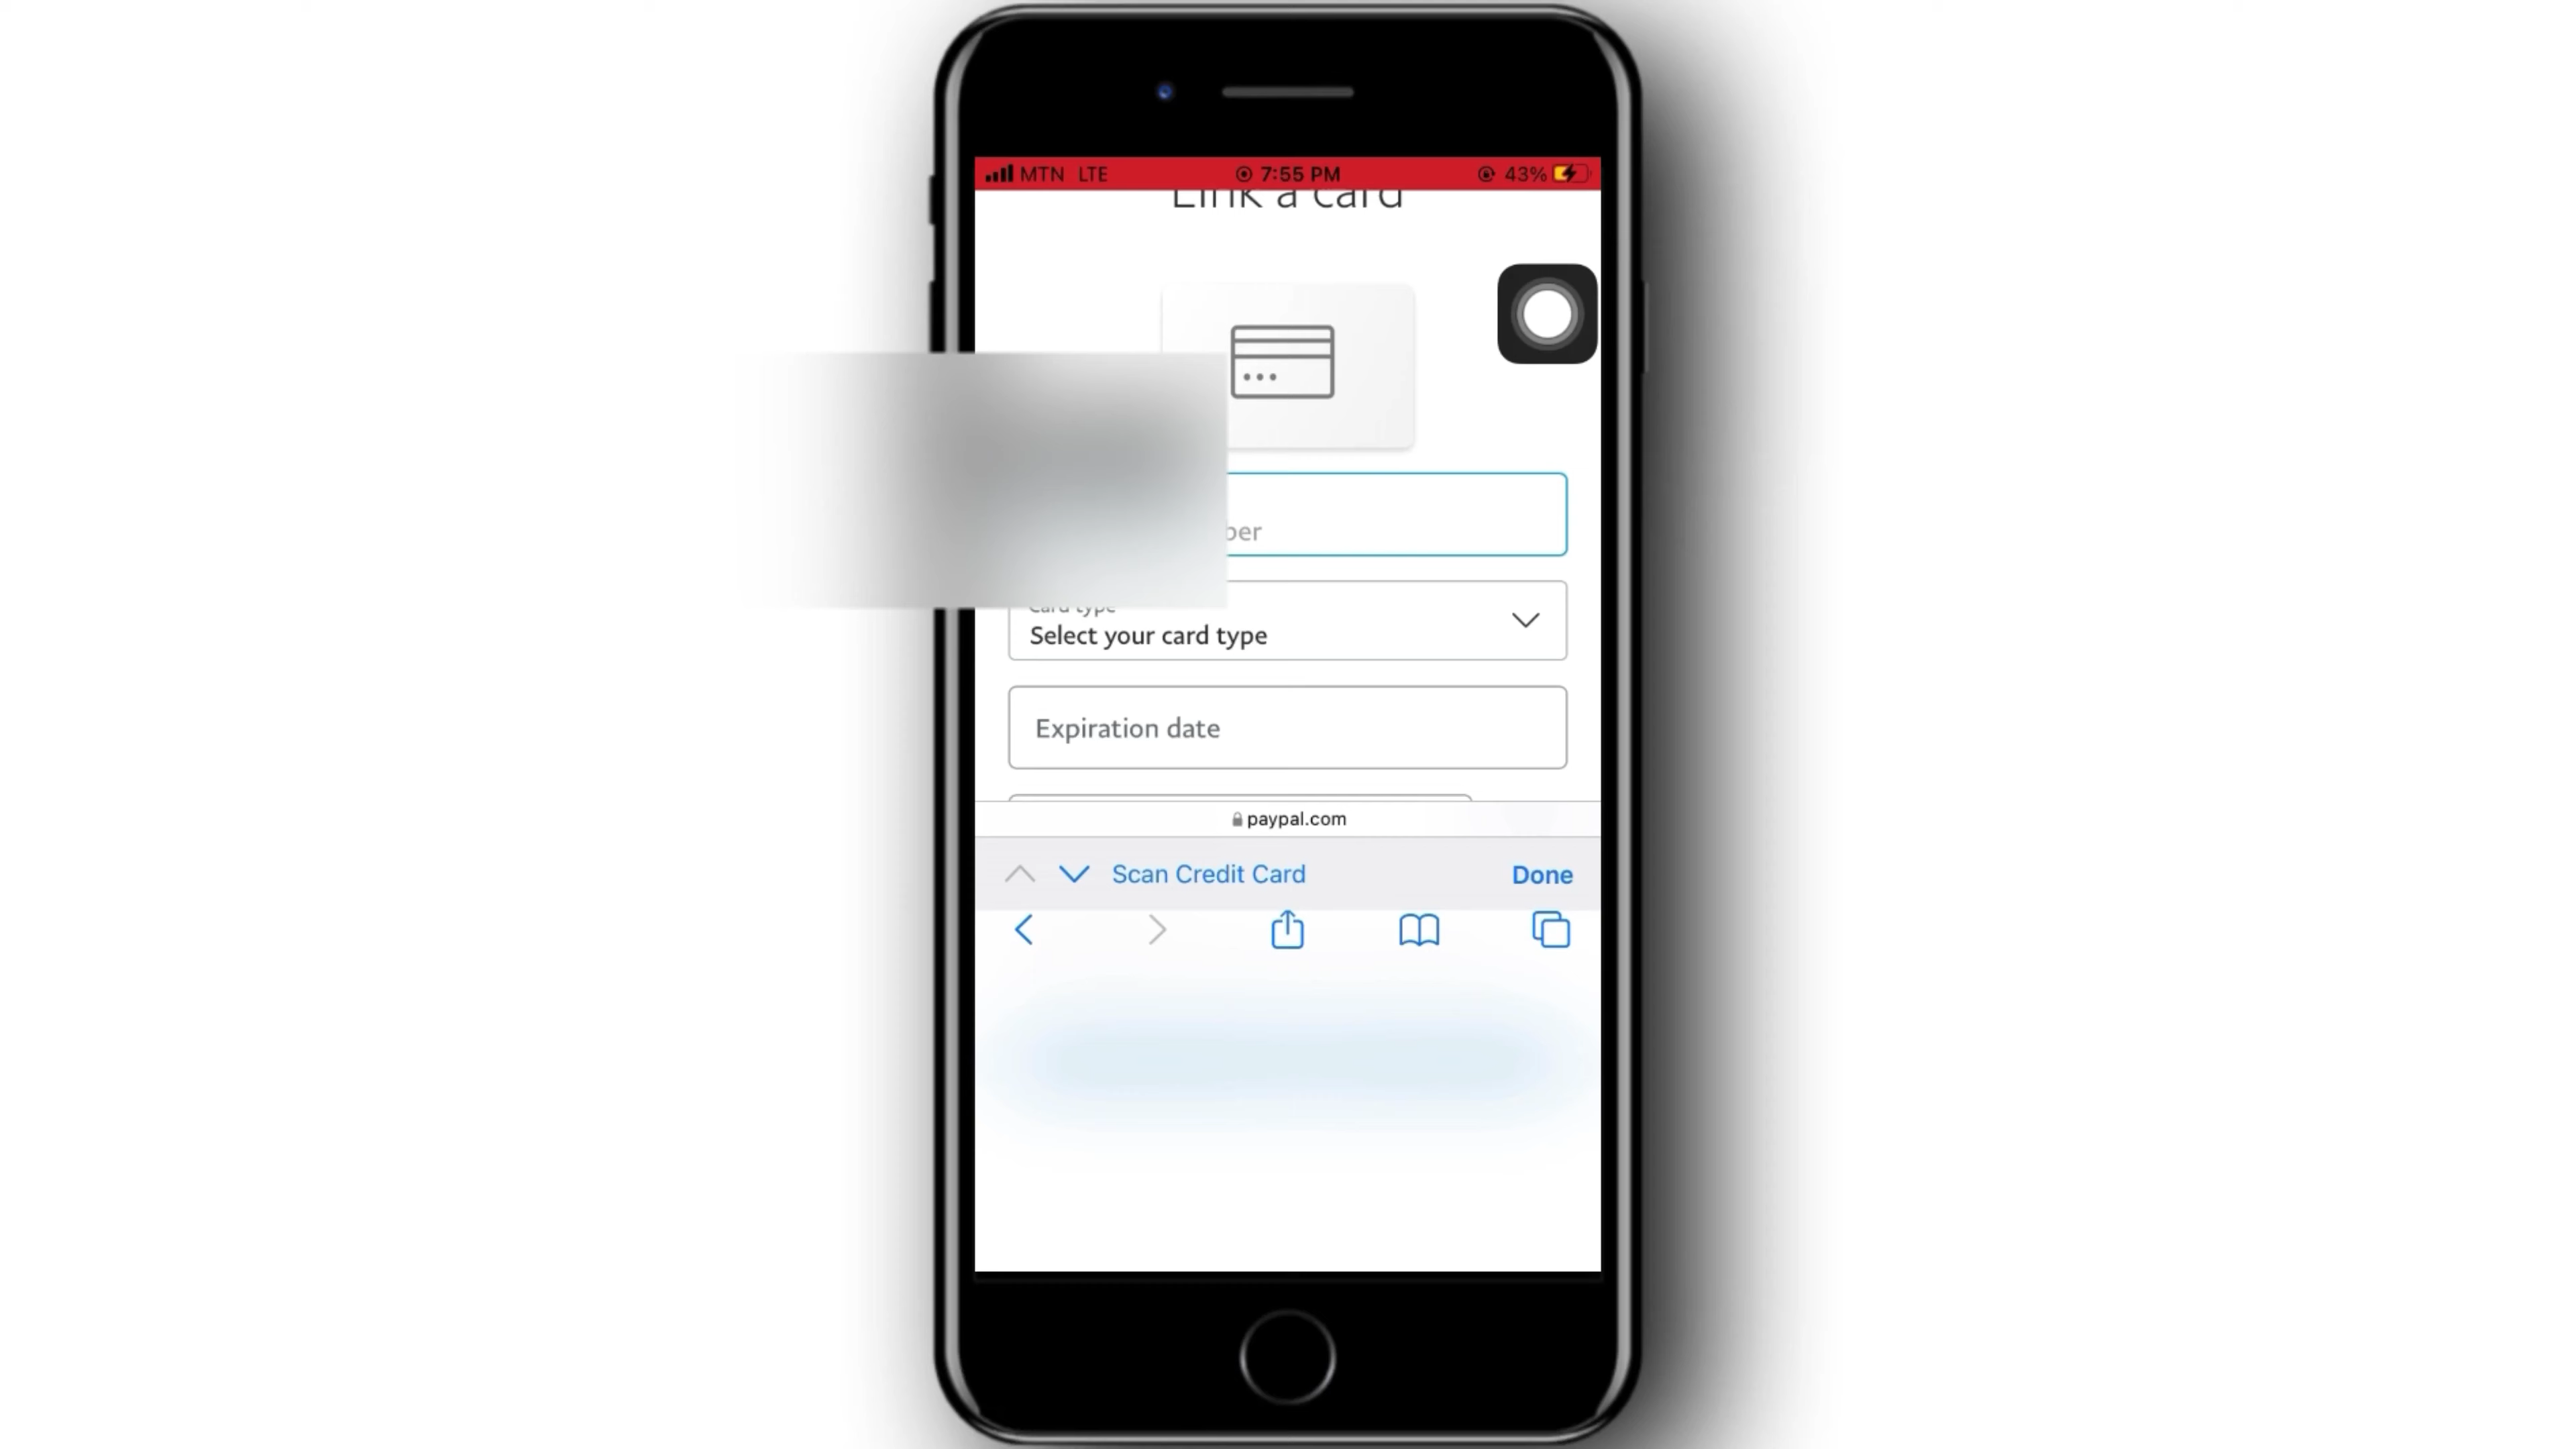 MTN LTE 7:55 PM 43%
Link a card
ber
Card type
Select your card type
Expiration date
paypal.com
Scan Credit Card Done